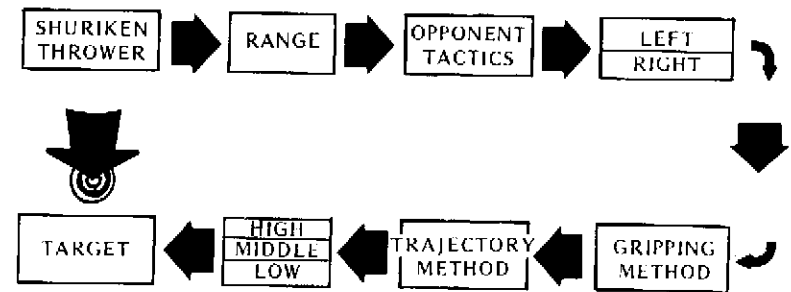 SHURIKEN
THROWER
RANGE
OPPONENT
TACTICS
LEFT
RIGHT
GRIPPING
METHOD
TRAJECTORY
METHOD
HIGH
MIDDLE
LOW
TARGET